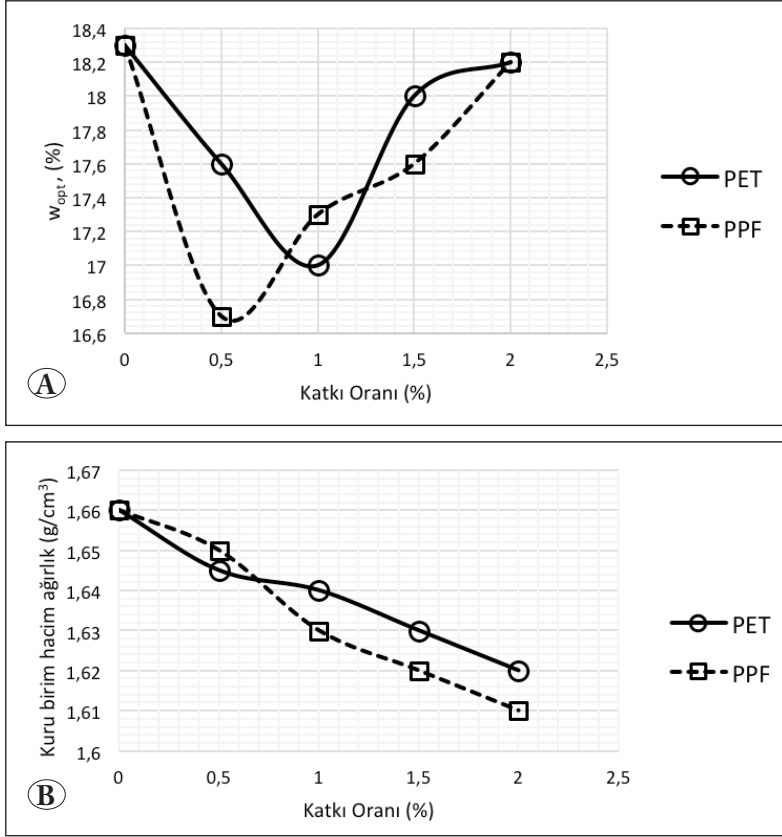 18,4
18,2
18
17,8
17,6
17,4
17,2
17
16,8
16,6
w_opt, (%)
0 0,5 1 1,5 2 2,5
Katkı Oranı (%)
PET
PPF
A
1,67
1,66
1,65
1,64
1,63
1,62
1,61
1,6
Kuru birim hacim ağırlık (g/cm³)
0 0,5 1 1,5 2 2,5
Katkı Oranı (%)
PET
PPF
B